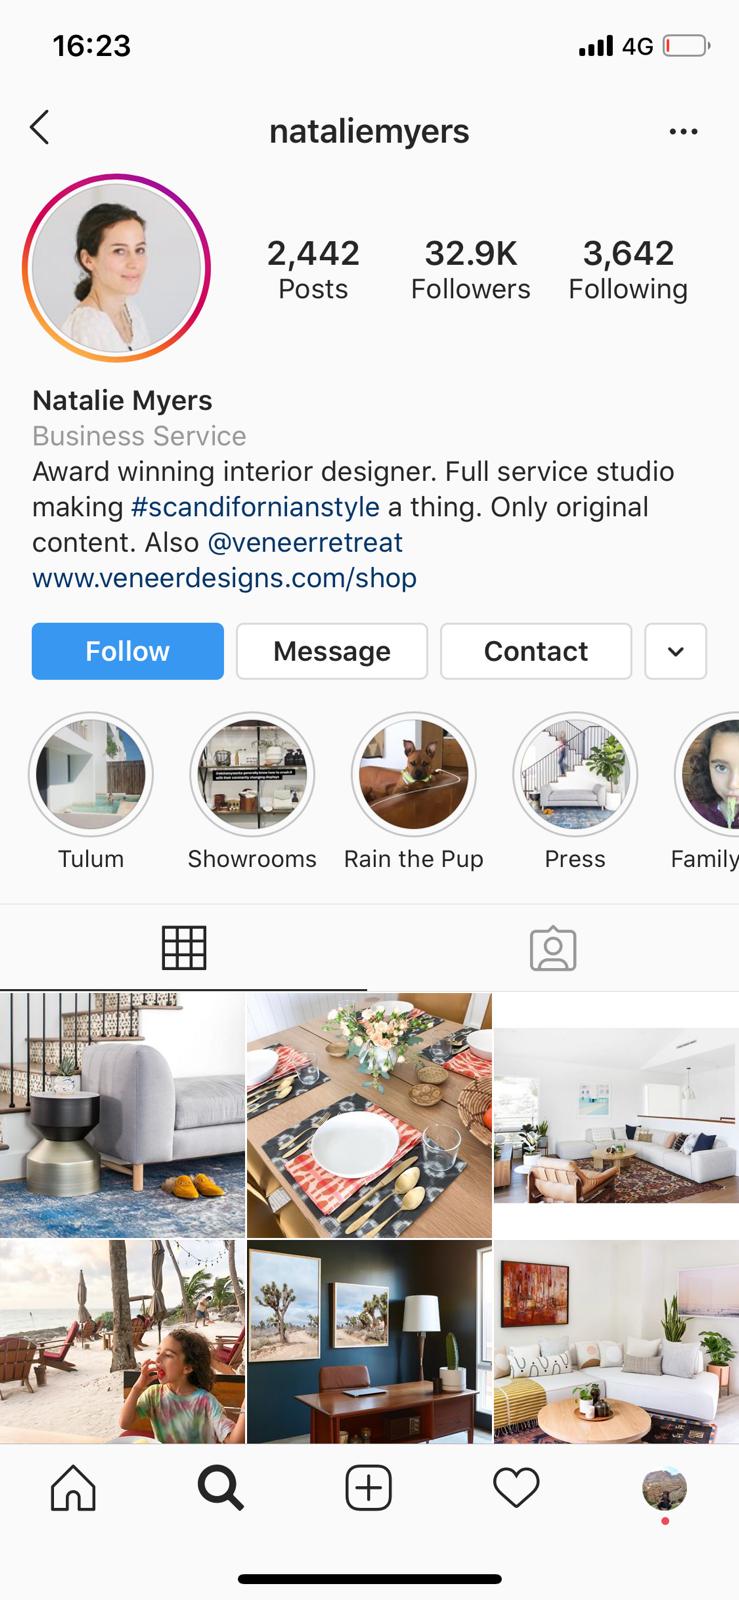 16:23
4G
nataliemyers
2,442 32.9K 3,642
Posts Followers Following
Natalie Myers
Business Service
Award winning interior designer. Full service studio
making #scandifornianstyle a thing. Only original
content. Also @veneerretreat
www.veneerdesigns.com/shop
Follow Message Contact
Tulum Showrooms Rain the Pup Press Family